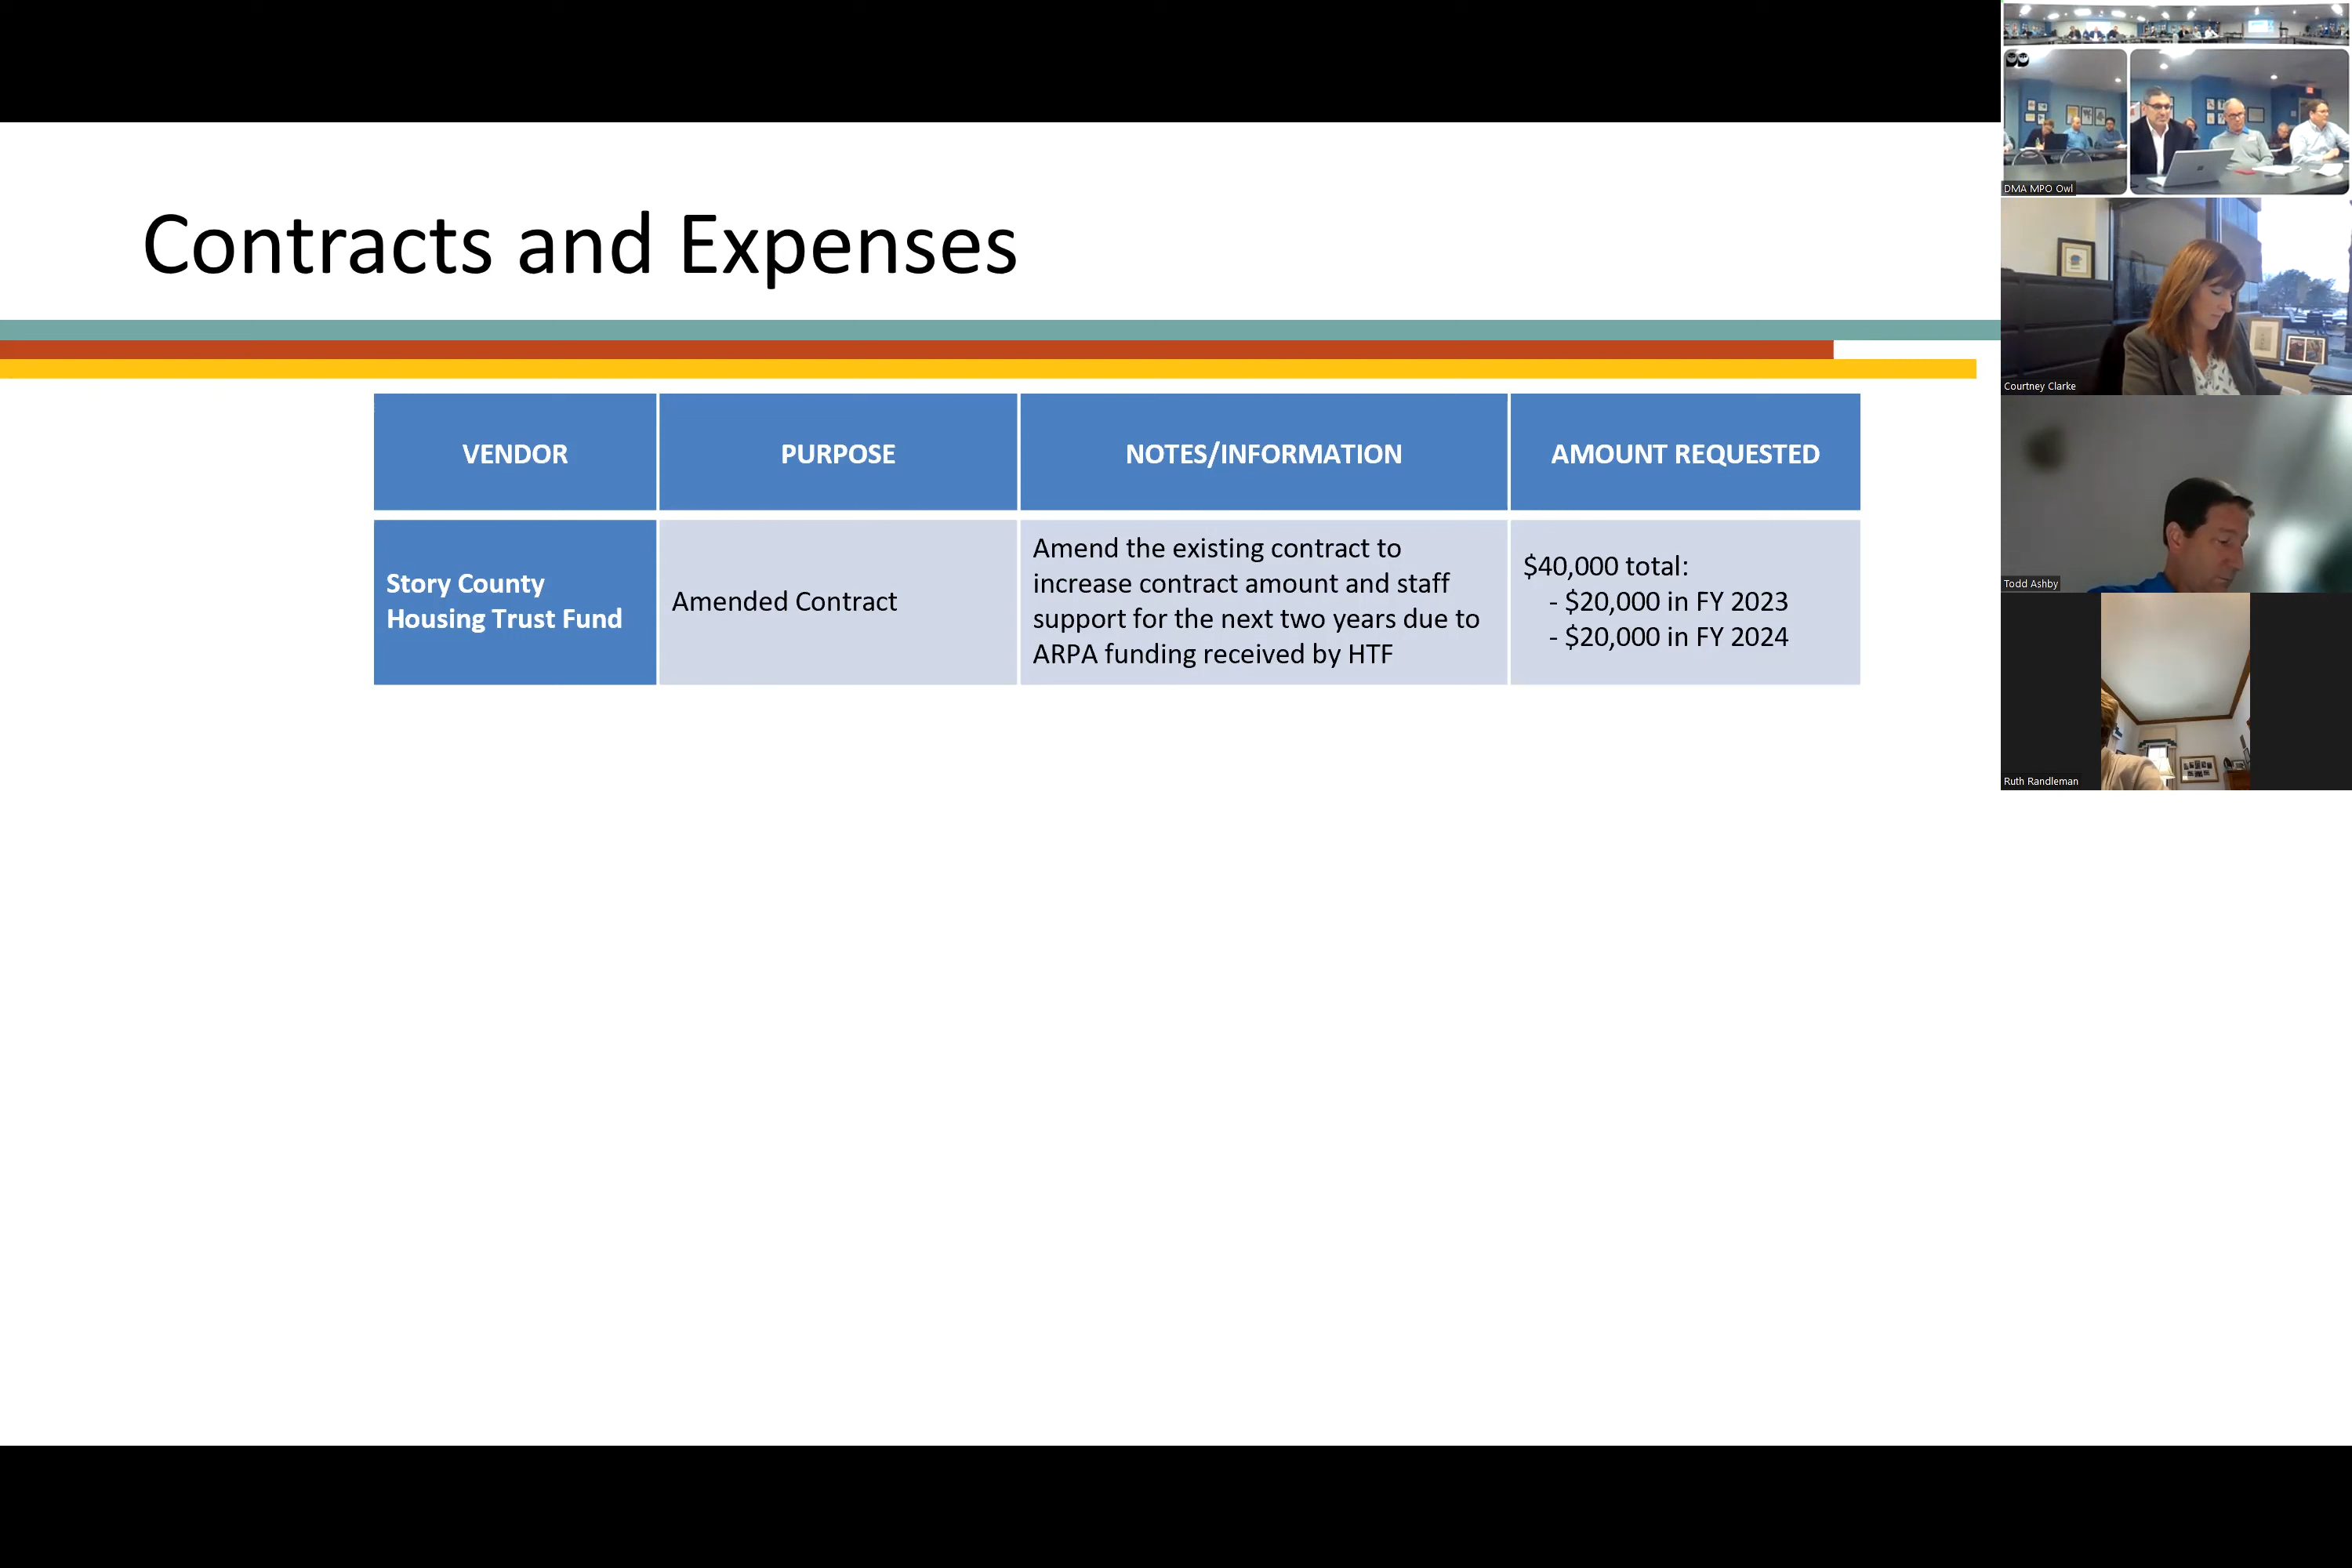 Contracts and Expenses
VENDOR
PURPOSE
NOTES/INFORMATION
AMOUNT REQUESTED
Story County
Housing Trust Fund
Amended Contract
Amend the existing contract to
increase contract amount and staff
support for the next two years due to
ARPA funding received by HTF
$40,000 total:
- $20,000 in FY 2023
- $20,000 in FY 2024
DMA MPO Owl
Courtney Clarke
Todd Ashby
Ruth Randleman